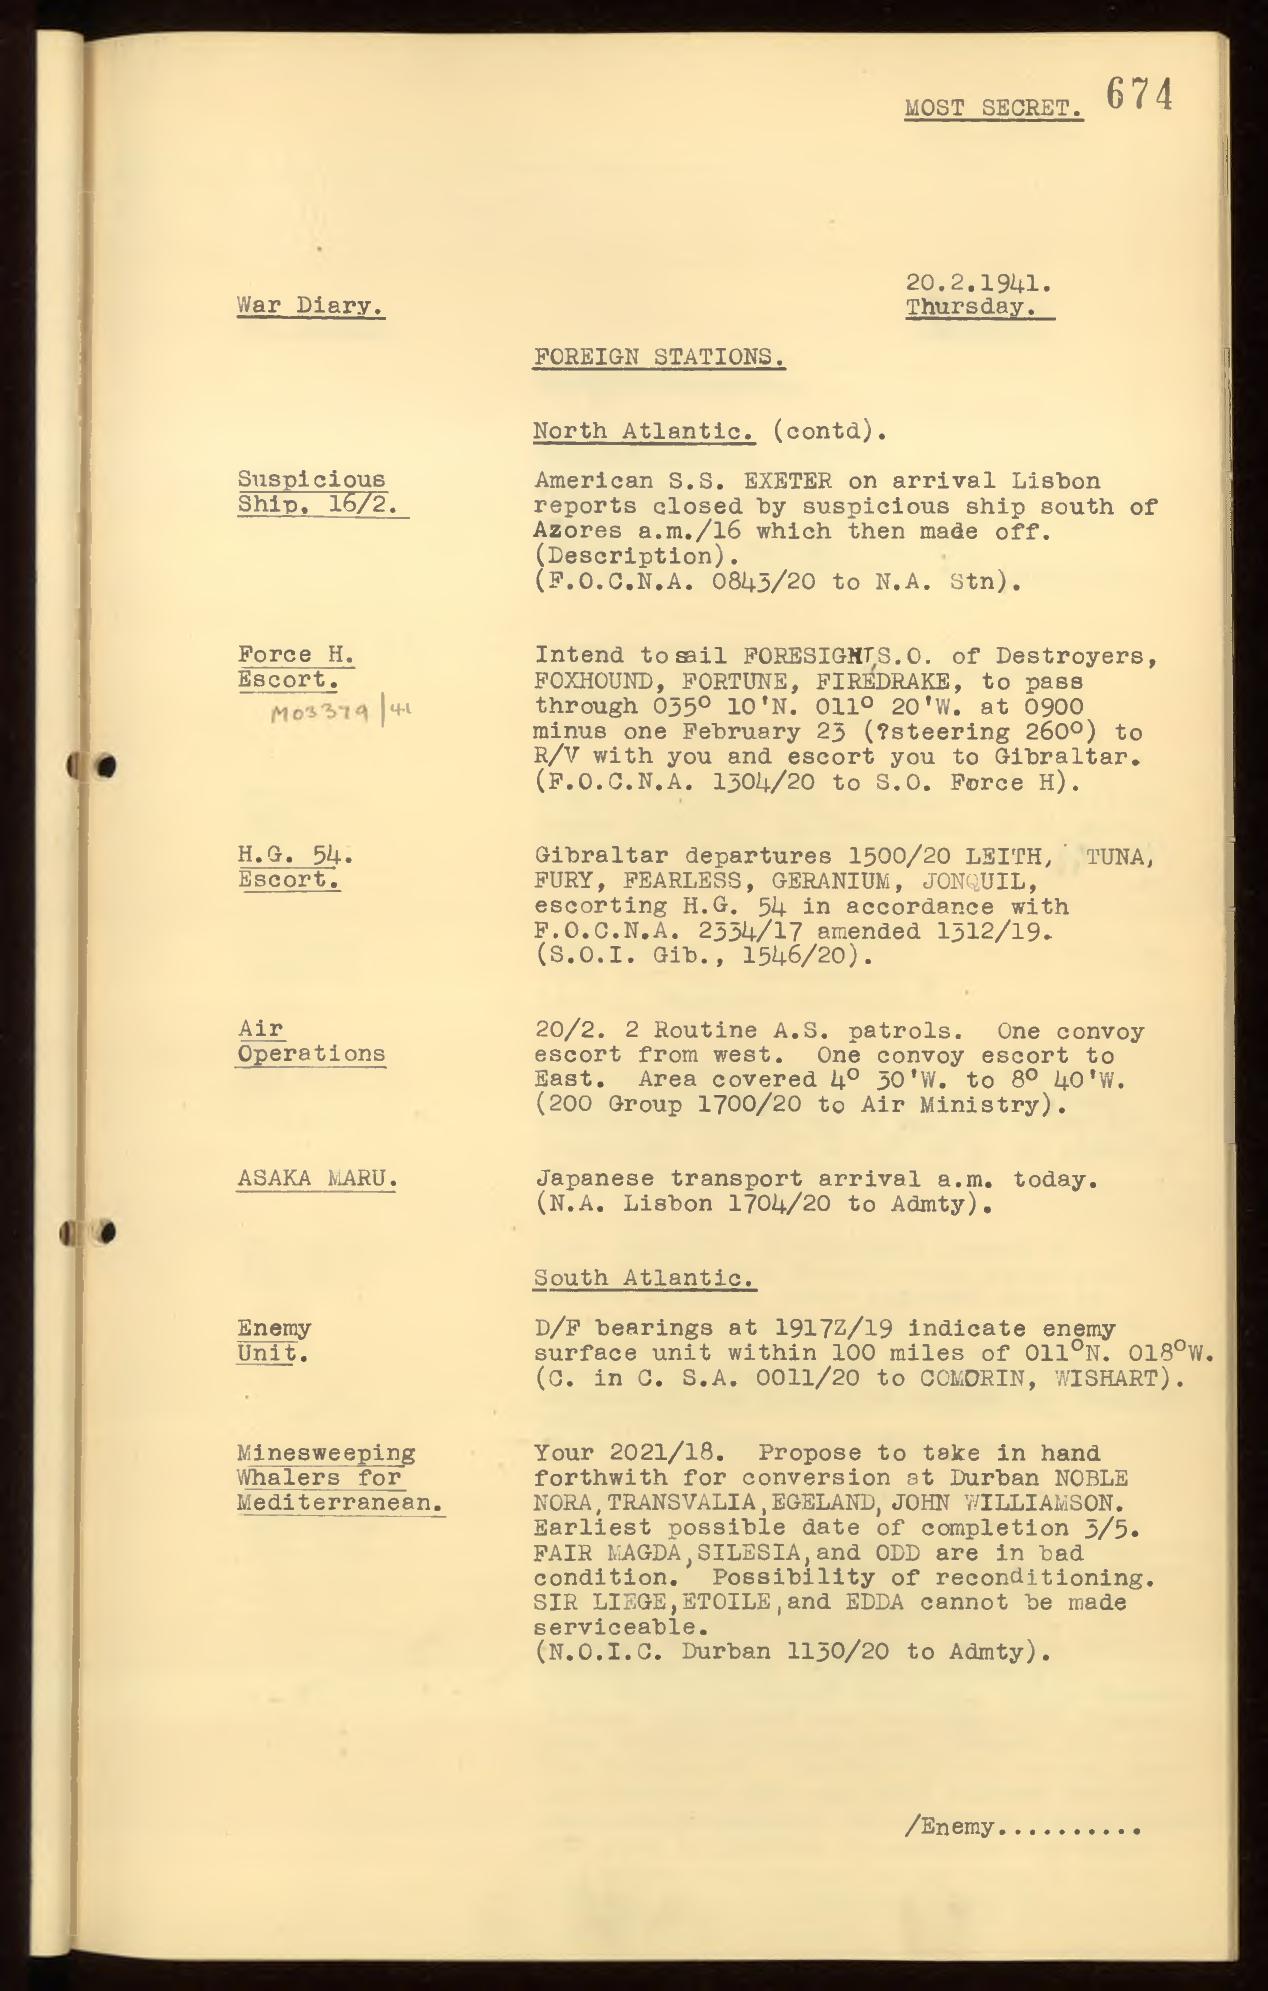 MOST SECRET. 674
20.2.1941.
War Diary. Thursday.
FOREIGN STATIONS.
North Atlantic. (contd).
Suspicious American S.S. EXETER on arrival Lisbon
Ship. 16/2. reports closed by suspicious ship south of
Azores a.m./16 which then made off.
(Description).
(F.O.C.N.A. 0843/20 to N.A. Stn).
Force H. Intend to sail FORESIGHT, S.O. of Destroyers,
Escort. FOXHOUND, FORTUNE, FIREDRAKE, to pass
M03379/41 through 035° 10'N. 011° 20'W. at 0900
minus one February 23 (?steering 260°) to
R/V with you and escort you to Gibraltar.
(F.O.C.N.A. 1304/20 to S.O. Force H).
H.G. 54. Gibraltar departures 1500/20 LEITH, TUNA,
Escort. FURY, FEARLESS, GERANIUM, JONQUIL,
escorting H.G. 54 in accordance with
F.O.C.N.A. 2334/17 amended 1312/19.
(S.O.I. Gib., 1546/20).
Air 20/2. 2 Routine A.S. patrols. One convoy
Operations escort from west. One convoy escort to
East. Area covered 4° 30'W. to 8° 40'W.
(200 Group 1700/20 to Air Ministry).
ASAKA MARU. Japanese transport arrival a.m. today.
(N.A. Lisbon 1704/20 to Admty).
South Atlantic.
Enemy D/F bearings at 1917Z/19 indicate enemy
Unit. surface unit within 100 miles of 011°N. 018°W.
(C. in C. S.A. 0011/20 to COMORIN, WISHART).
Minesweeping Your 2021/18. Propose to take in hand
Whalers for forthwith for conversion at Durban NOBLE
Mediterranean. NORA, TRANSVALIA, EGELAND, JOHN WILLIAMSON.
Earliest possible date of completion 3/5.
FAIR MAGDA, SILESIA, and ODD are in bad
condition. Possibility of reconditioning.
SIR LIEGE, ETOILE, and EDDA cannot be made
serviceable.
(N.O.I.C. Durban 1130/20 to Admty).
/Enemy..........